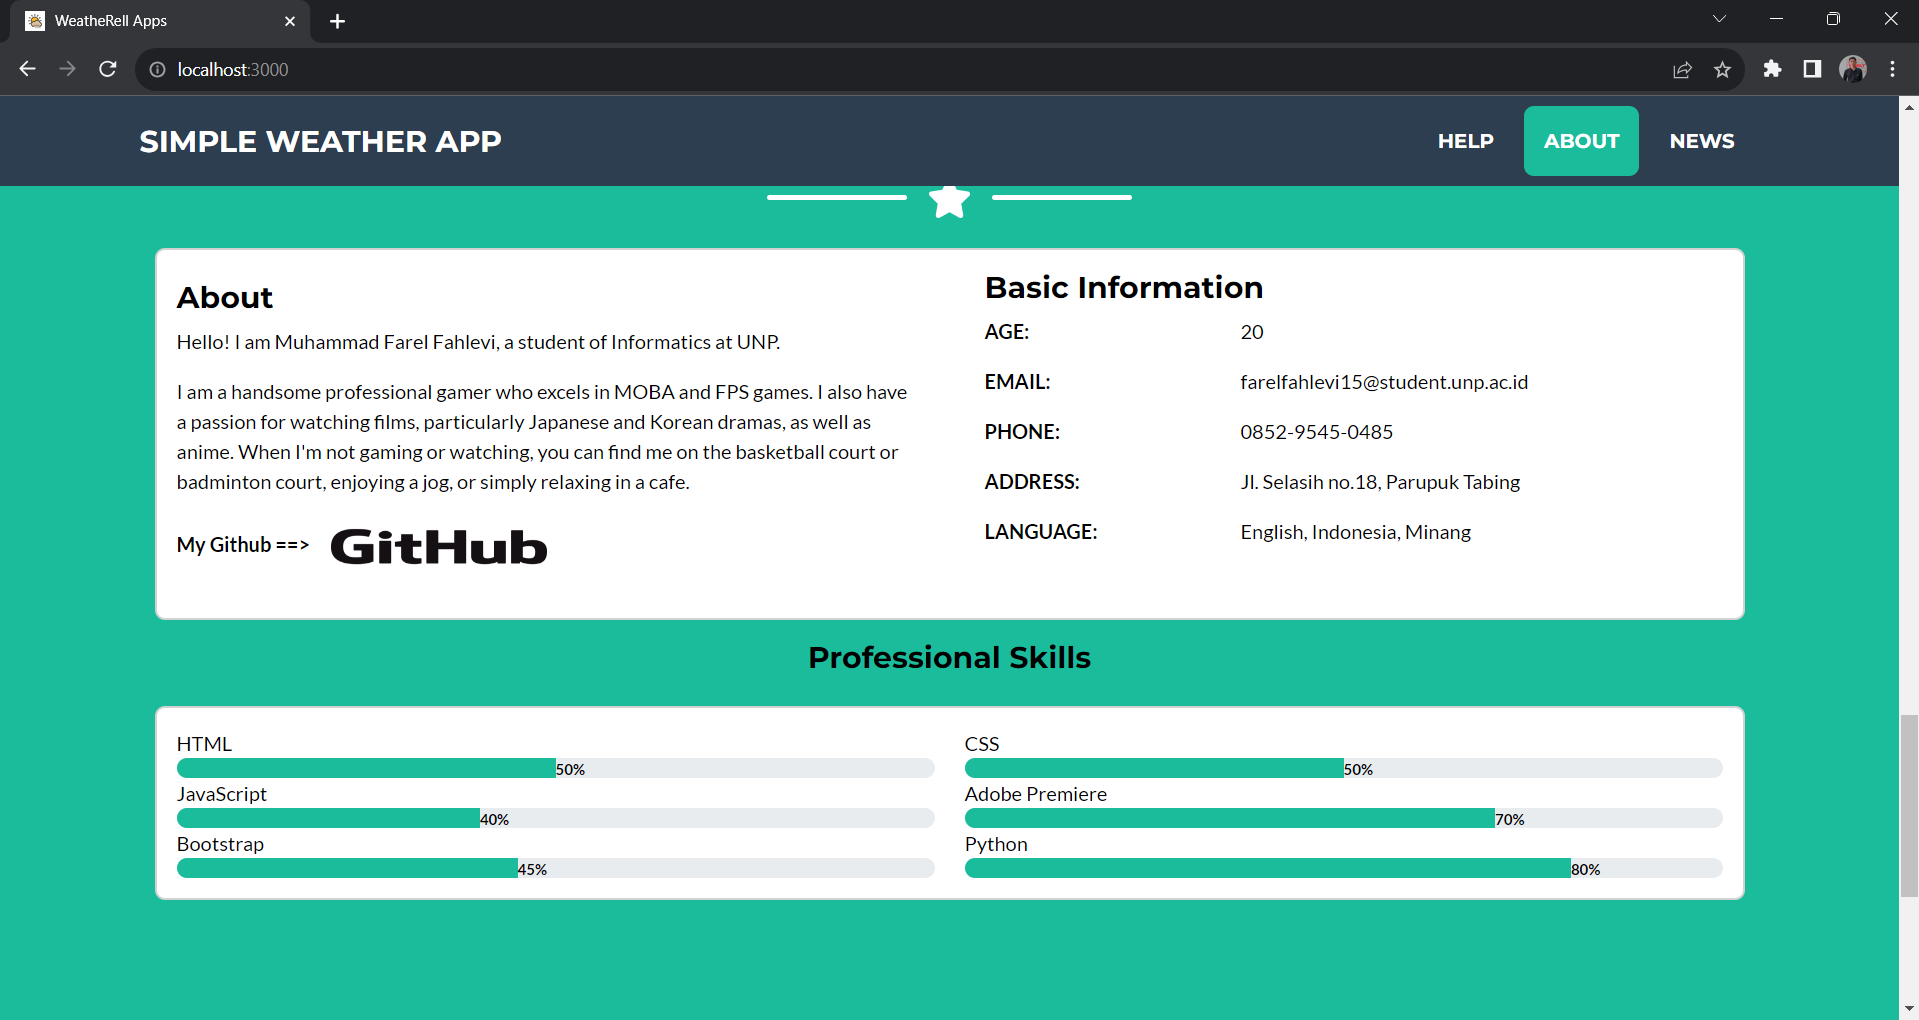 WeatheRell Apps
localhost:3000
SIMPLE WEATHER APP
HELP
ABOUT
NEWS
About
Hello! I am Muhammad Farel Fahlevi, a student of Informatics at UNP.
I am a handsome professional gamer who excels in MOBA and FPS games. I also have
a passion for watching films, particularly Japanese and Korean dramas, as well as
anime. When I'm not gaming or watching, you can find me on the basketball court or
badminton court, enjoying a jog, or simply relaxing in a cafe.
My Github ==> GitHub
Basic Information
AGE: 20
EMAIL: farelfahlevi15@student.unp.ac.id
PHONE: 0852-9545-0485
ADDRESS: Jl. Selasih no.18, Parupuk Tabing
LANGUAGE: English, Indonesia, Minang
Professional Skills
HTML
50%
JavaScript
40%
Bootstrap
45%
CSS
50%
Adobe Premiere
70%
Python
80%